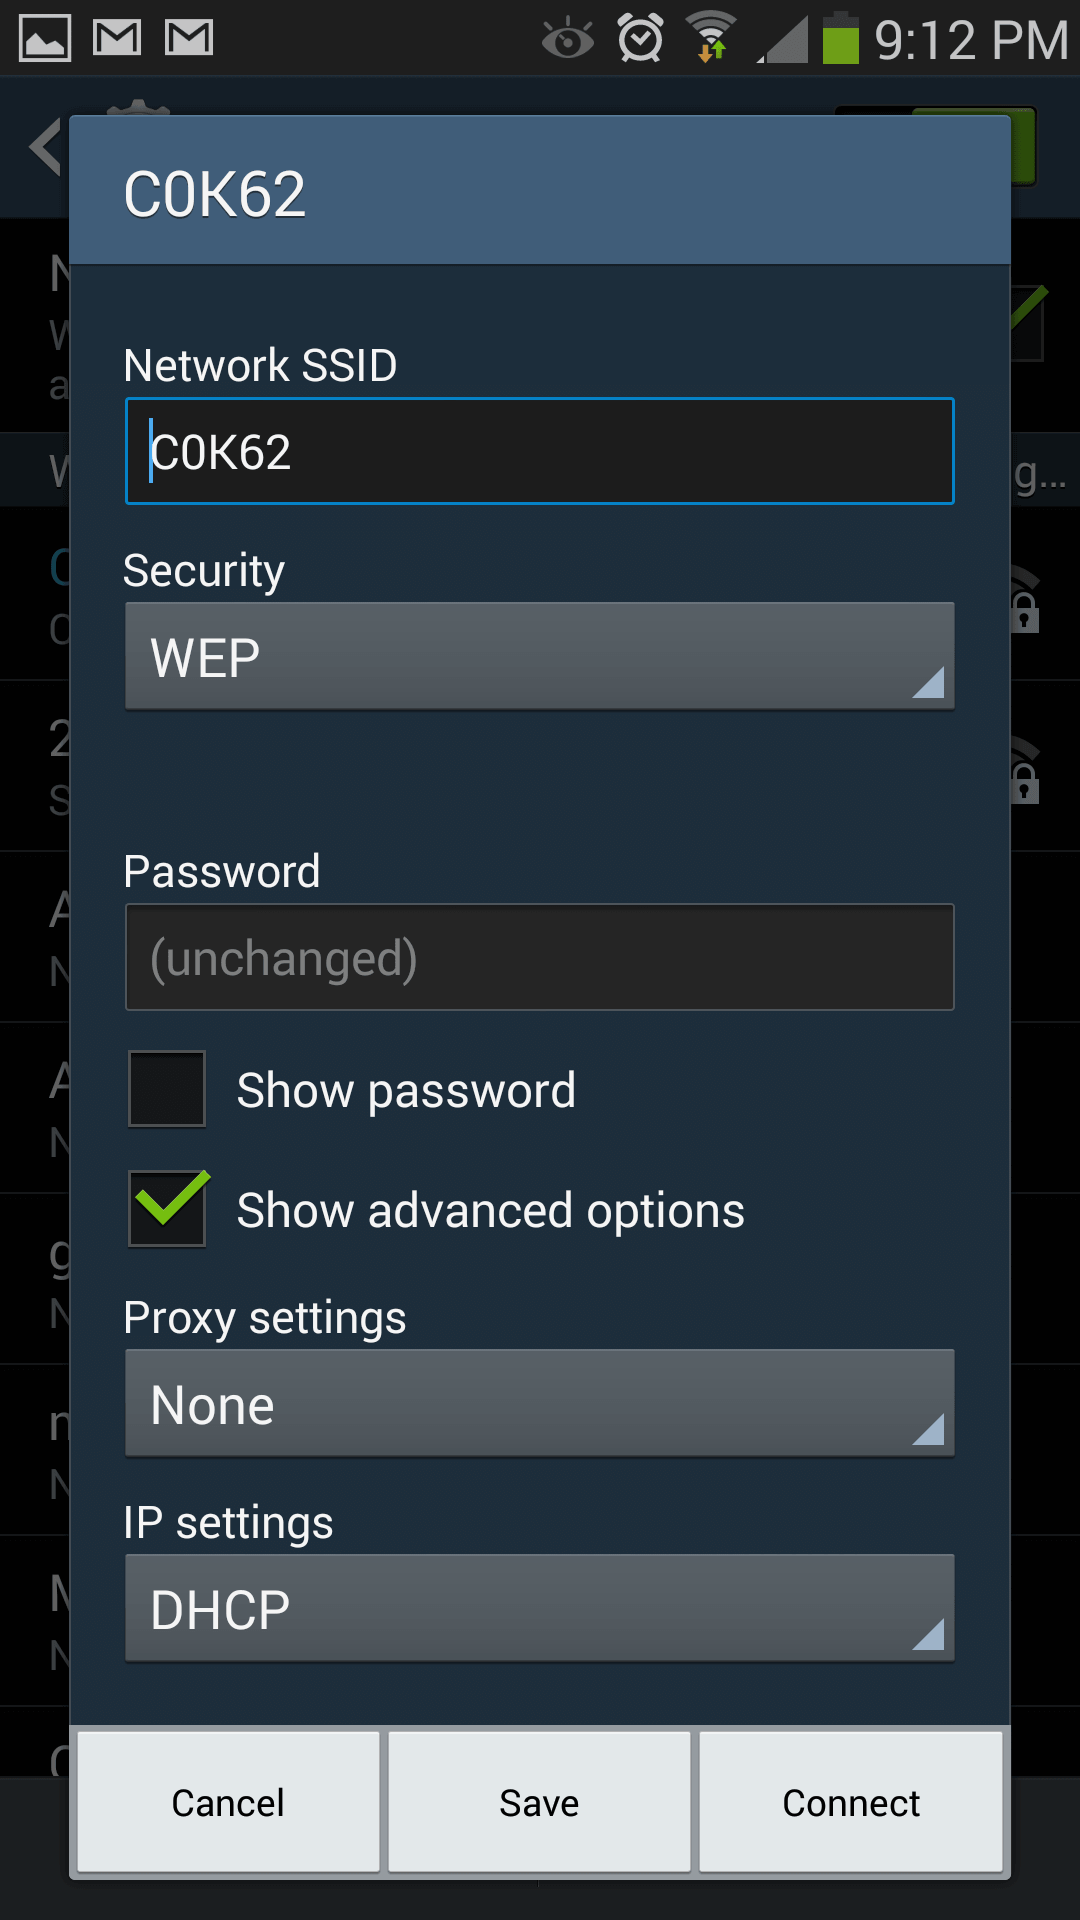 9:12 PM
C0K62
Network SSID
C0K62
Security
WEP
Password
(unchanged)
Show password
Show advanced options
Proxy settings
None
IP settings
DHCP
Cancel
Save
Connect